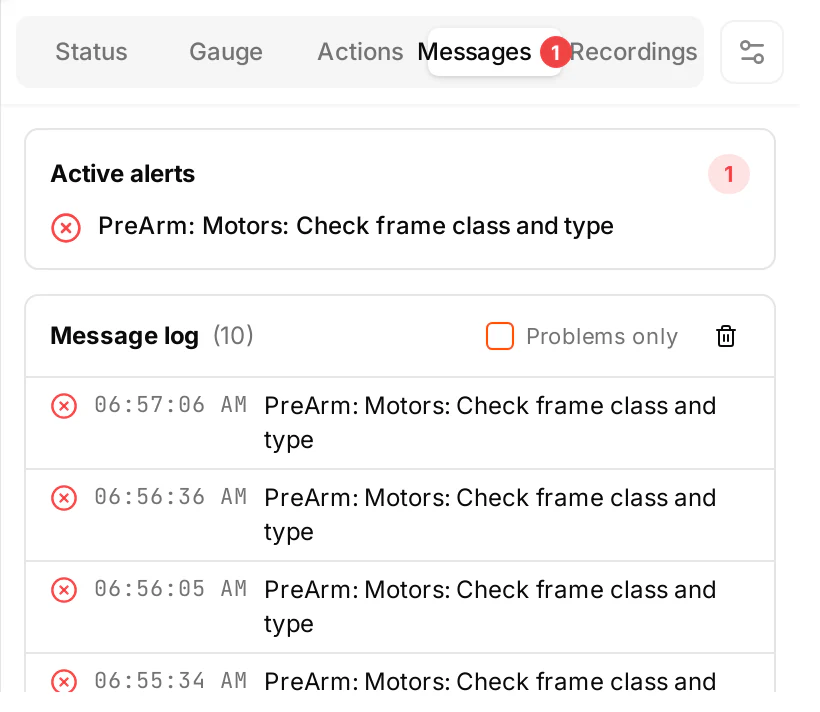 Status Gauge Actions Messages 1 Recordings
Active alerts 1
PreArm: Motors: Check frame class and type
Message log (10) Problems only
06:57:06 AM PreArm: Motors: Check frame class and
type
06:56:36 AM PreArm: Motors: Check frame class and
type
06:56:05 AM PreArm: Motors: Check frame class and
type
06:55:34 AM PreArm: Motors: Check frame class and